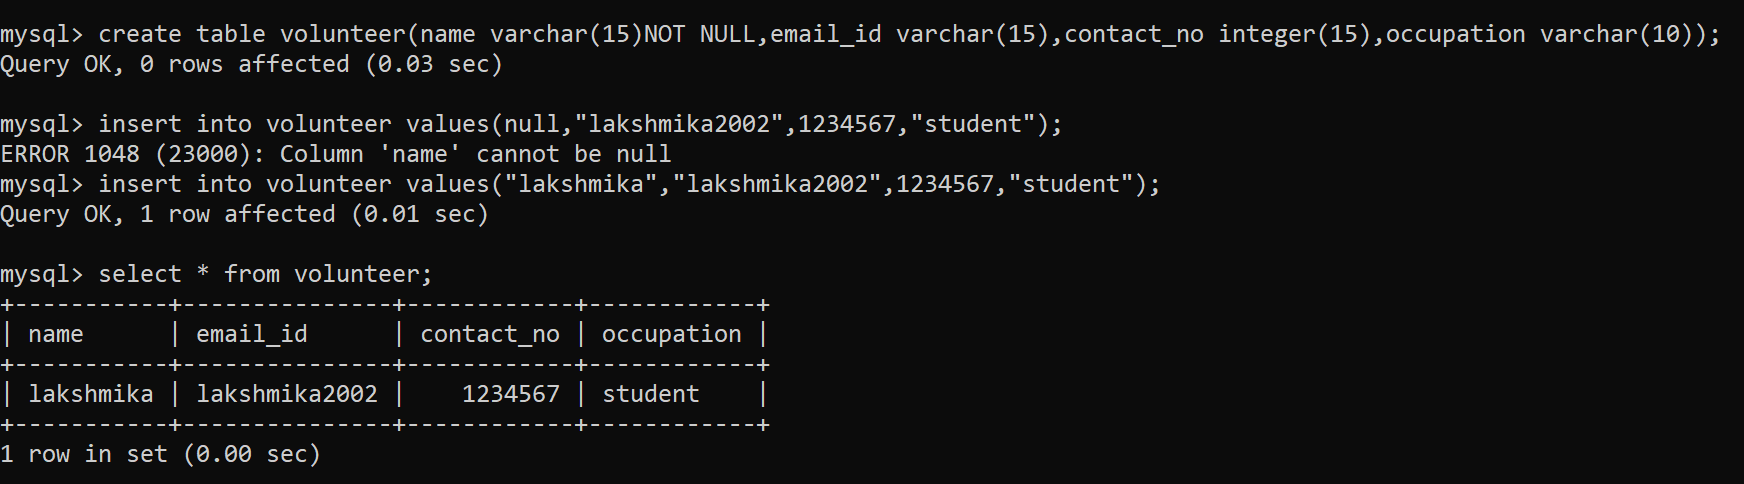 mysql> create table volunteer(name varchar(15)NOT NULL,email_id varchar(15),contact_no integer(15),occupation varchar(10));
Query OK, 0 rows affected (0.03 sec)
mysql> insert into volunteer values(null,"lakshmika2002",1234567,"student");
ERROR 1048 (23000): Column 'name' cannot be null
mysql> insert into volunteer values("lakshmika","lakshmika2002",1234567,"student");
Query OK, 1 row affected (0.01 sec)
mysql> select * from volunteer;
+-----------+---------------+------------+------------+
| name      | email_id      | contact_no | occupation |
+-----------+---------------+------------+------------+
| lakshmika | lakshmika2002 |    1234567 | student    |
+-----------+---------------+------------+------------+
1 row in set (0.00 sec)